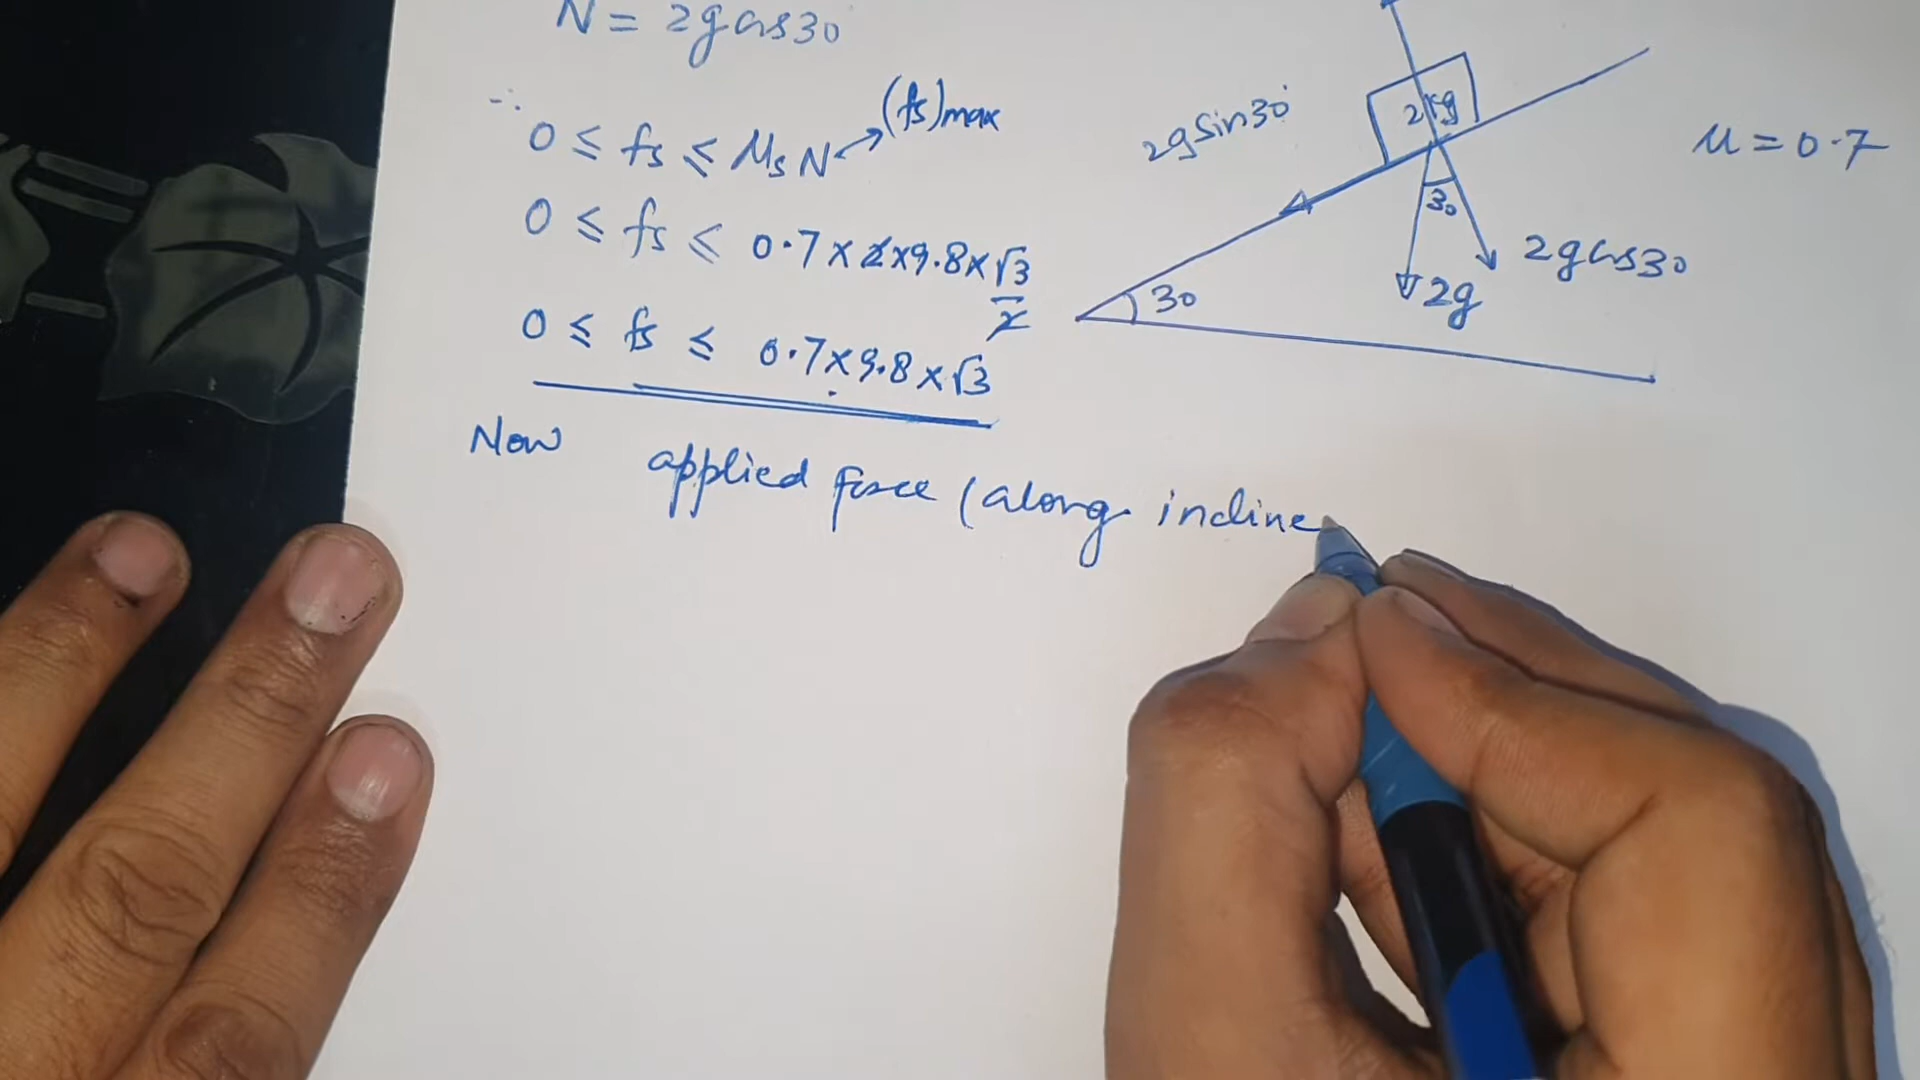 N = 2g cos30
∴
0 ≤ fs ≤ μs N
(fs)max
0 ≤ fs ≤ 0.7 × 2 × 9.8 × √3/2
0 ≤ fs ≤ 0.7 × 9.8 × √3
Now applied force (along incline
2g sin30°
2kg
μ = 0.7
30
2g cos30
2g
30